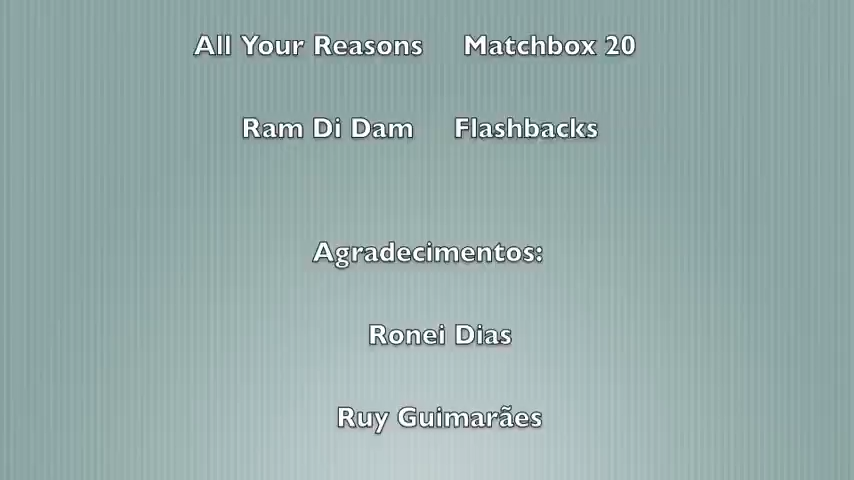 All Your Reasons Matchbox 20
Ram Di Dam Flashbacks
Agradecimentos:
Ronei Dias
Ruy Guimarães